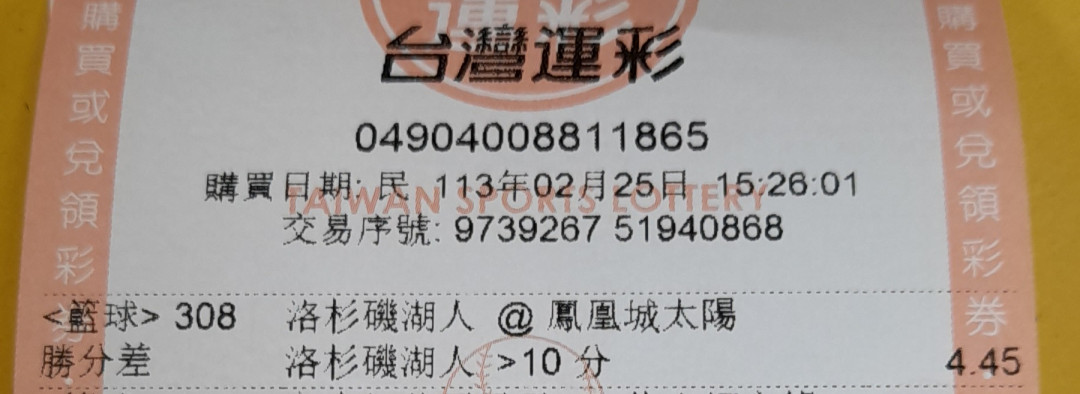 台灣運彩
04904008811865
購買日期: 民 113年02月25日 15:26:01
TAIWAN SPORTS LOTTERY
交易序號: 9739267 51940868
<籃球> 308 洛杉磯湖人 @ 鳳凰城太陽
勝分差 洛杉磯湖人 >10 分 4.45
購買或兌領彩券
購買或兌領彩券